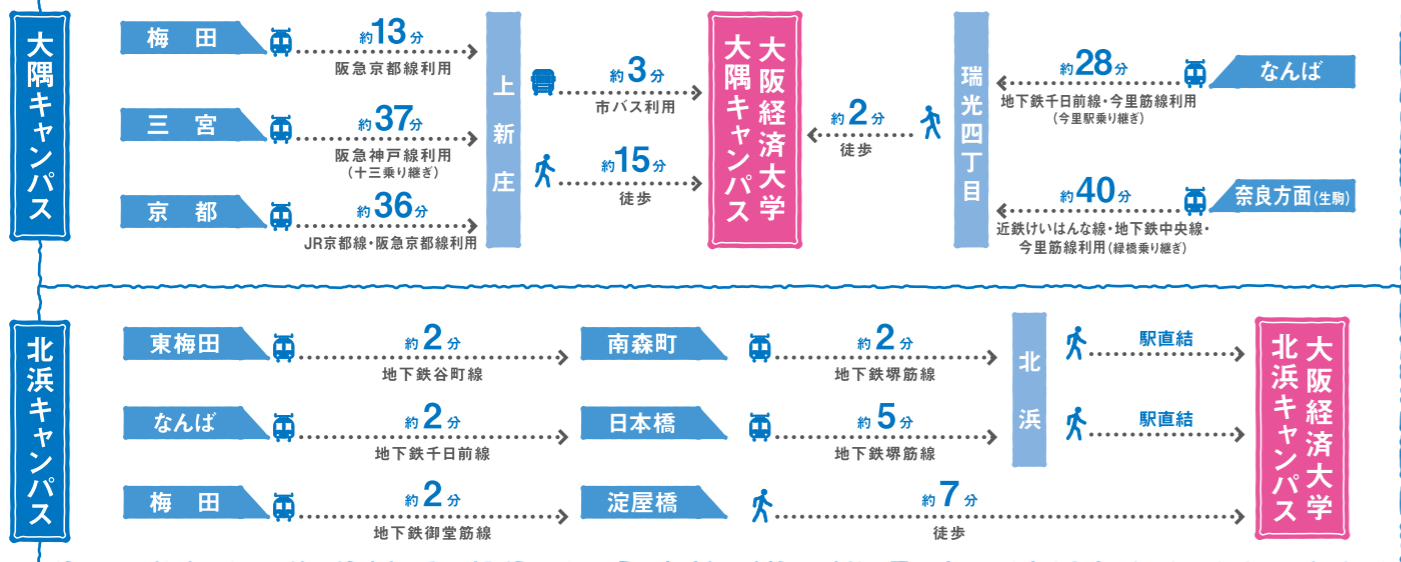 大隅キャンパス
梅田
約13分
阪急京都線利用
三宮
約37分
阪急神戸線利用
(十三乗り継ぎ)
京都
約36分
JR京都線・阪急京都線利用
上新庄
約3分
市バス利用
約15分
徒歩
大阪経済大学
大隅キャンパス
約2分
徒歩
瑞光四丁目
約28分
地下鉄千日前線・今里筋線利用
(今里駅乗り継ぎ)
なんば
約40分
近鉄けいはんな線・地下鉄中央線・
今里筋線利用(緑橋乗り継ぎ)
奈良方面(生駒)
北浜キャンパス
東梅田
約2分
地下鉄谷町線
南森町
約2分
地下鉄堺筋線
なんば
約2分
地下鉄千日前線
日本橋
約5分
地下鉄堺筋線
北浜
駅直結
駅直結
梅田
約2分
地下鉄御堂筋線
淀屋橋
約7分
徒歩
大阪経済大学
北浜キャンパス